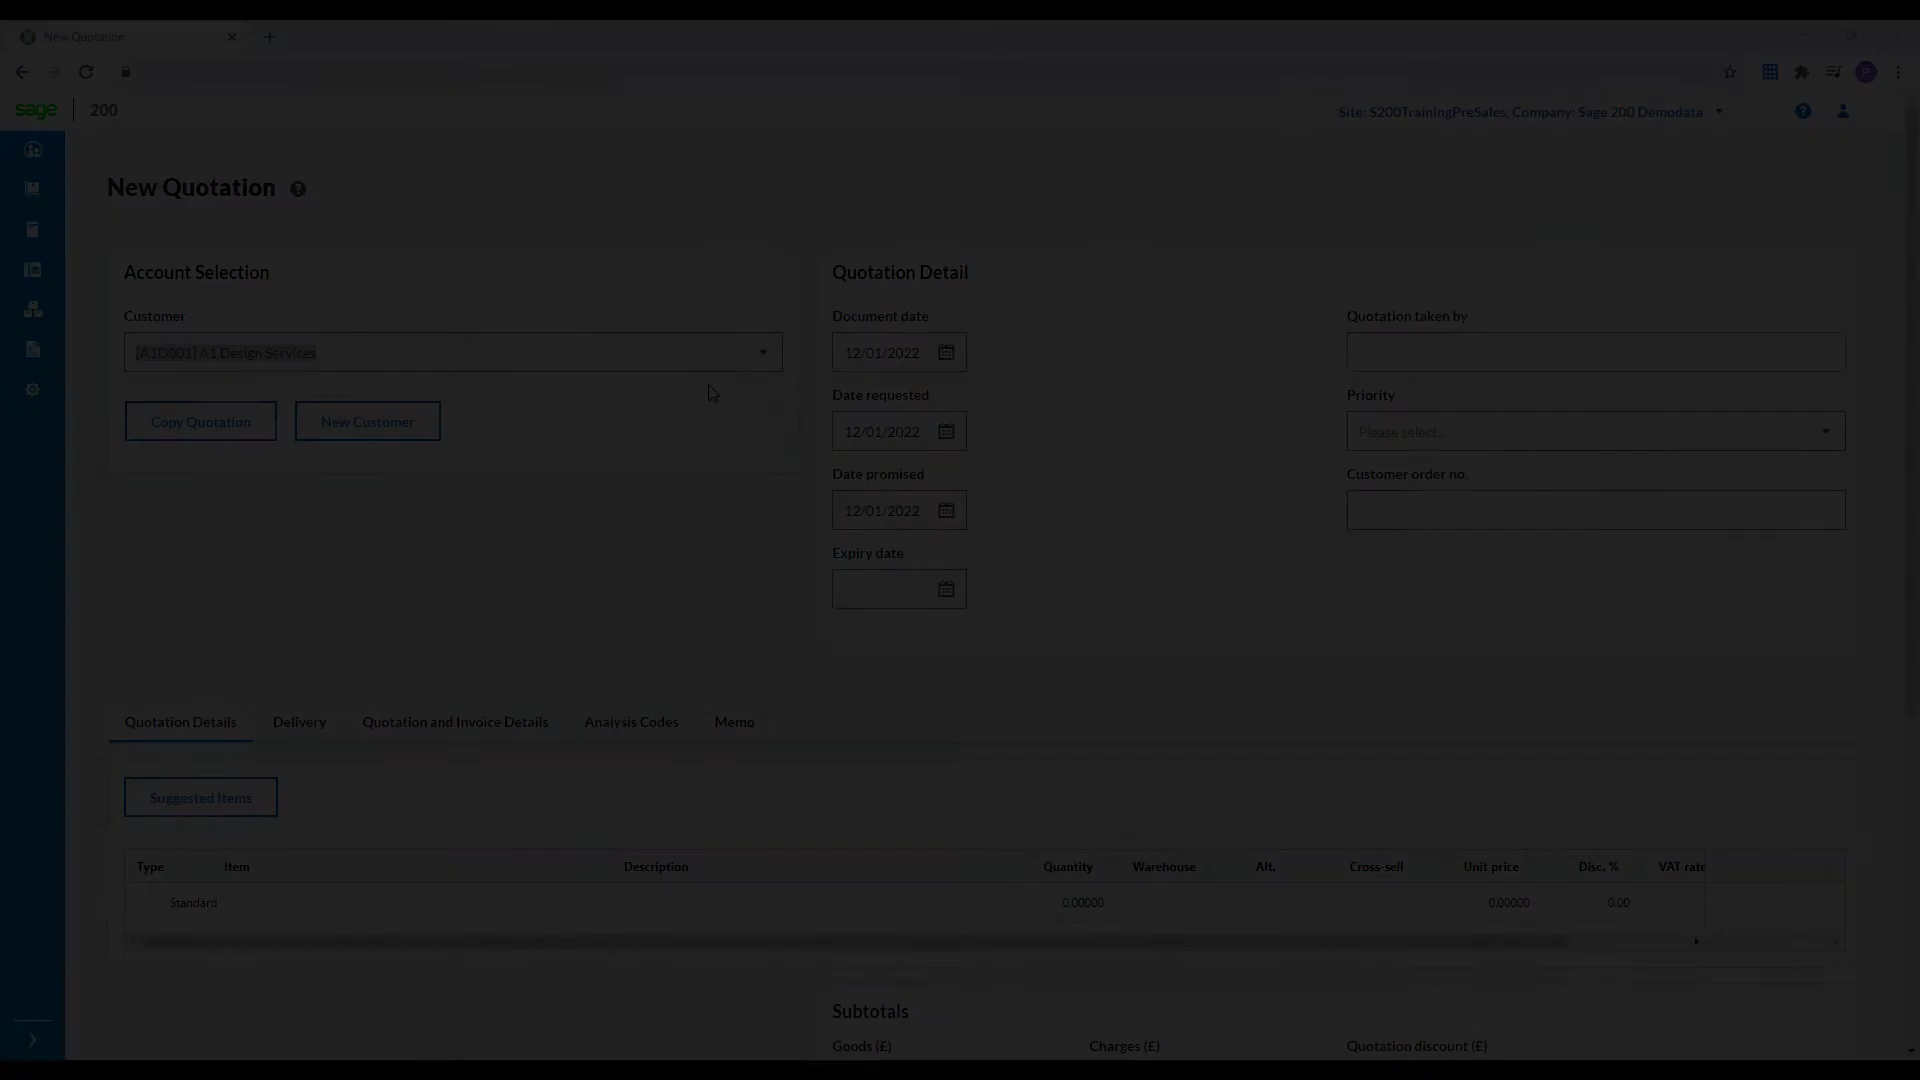 New Quotation
sage 200
Site: S200TrainingPreSales, Company: Sage 200 Demodata
P
New Quotation
Account Selection
Customer
[A1D001] A1 Design Services
Copy Quotation
New Customer
Quotation Detail
Document date
12/01/2022
Date requested
12/01/2022
Date promised
12/01/2022
Expiry date
Quotation taken by
Priority
Please select...
Customer order no.
Quotation Details Delivery Quotation and Invoice Details Analysis Codes Memo
Suggested Items
Type Item Description Quantity Warehouse Alt. Cross-sell Unit price Disc. % VAT rate
Standard 0.00000 0.00000 0.00
Subtotals
Goods (£) Charges (£) Quotation discount (£)